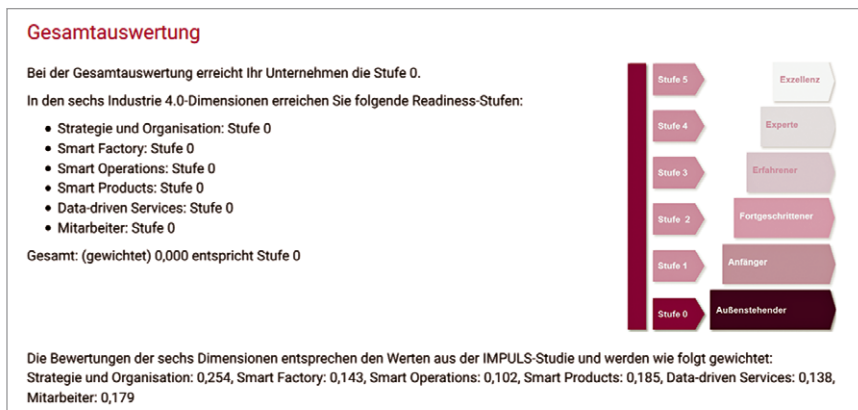 Gesamtauswertung
Bei der Gesamtauswertung erreicht Ihr Unternehmen die Stufe 0.
In den sechs Industrie 4.0-Dimensionen erreichen Sie folgende Readiness-Stufen:
• Strategie und Organisation: Stufe 0
• Smart Factory: Stufe 0
• Smart Operations: Stufe 0
• Smart Products: Stufe 0
• Data-driven Services: Stufe 0
• Mitarbeiter: Stufe 0
Gesamt: (gewichtet) 0,000 entspricht Stufe 0
Stufe 5 Exzellenz
Stufe 4 Experte
Stufe 3 Erfahrener
Stufe 2 Fortgeschrittener
Stufe 1 Anfänger
Stufe 0 Außenstehender
Die Bewertungen der sechs Dimensionen entsprechen den Werten aus der IMPULS-Studie und werden wie folgt gewichtet:
Strategie und Organisation: 0,254, Smart Factory: 0,143, Smart Operations: 0,102, Smart Products: 0,185, Data-driven Services: 0,138,
Mitarbeiter: 0,179